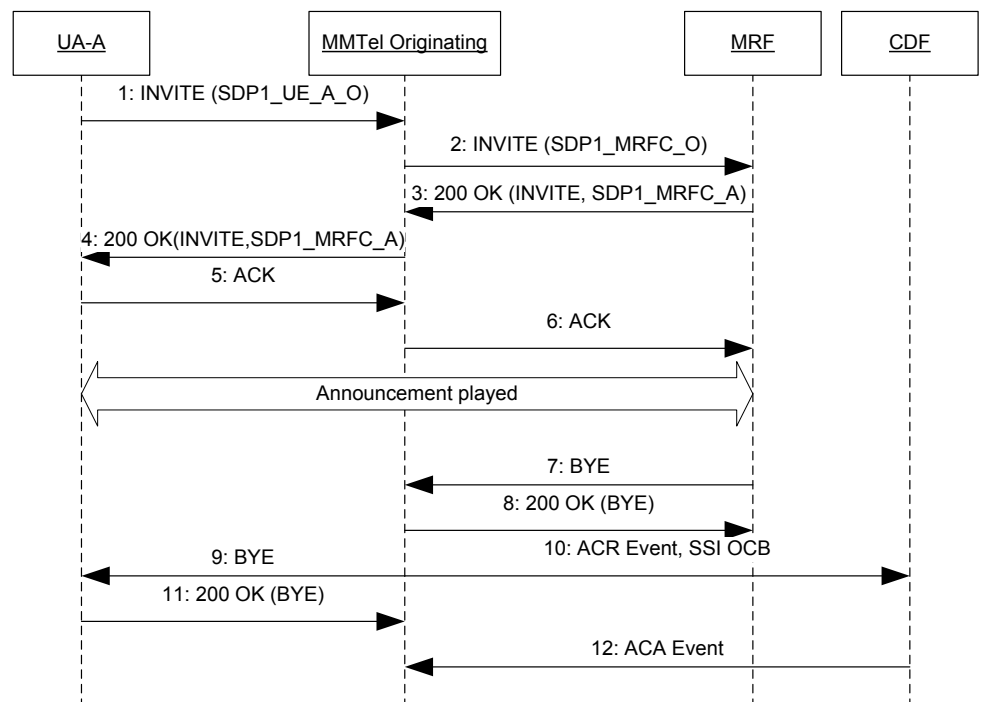 UA-A
MMTel Originating
MRF
CDF
1: INVITE (SDP1_UE_A_O)
2: INVITE (SDP1_MRFC_O)
3: 200 OK (INVITE, SDP1_MRFC_A)
4: 200 OK(INVITE,SDP1_MRFC_A)
5: ACK
6: ACK
Announcement played
7: BYE
8: 200 OK (BYE)
10: ACR Event, SSI OCB
9: BYE
11: 200 OK (BYE)
12: ACA Event